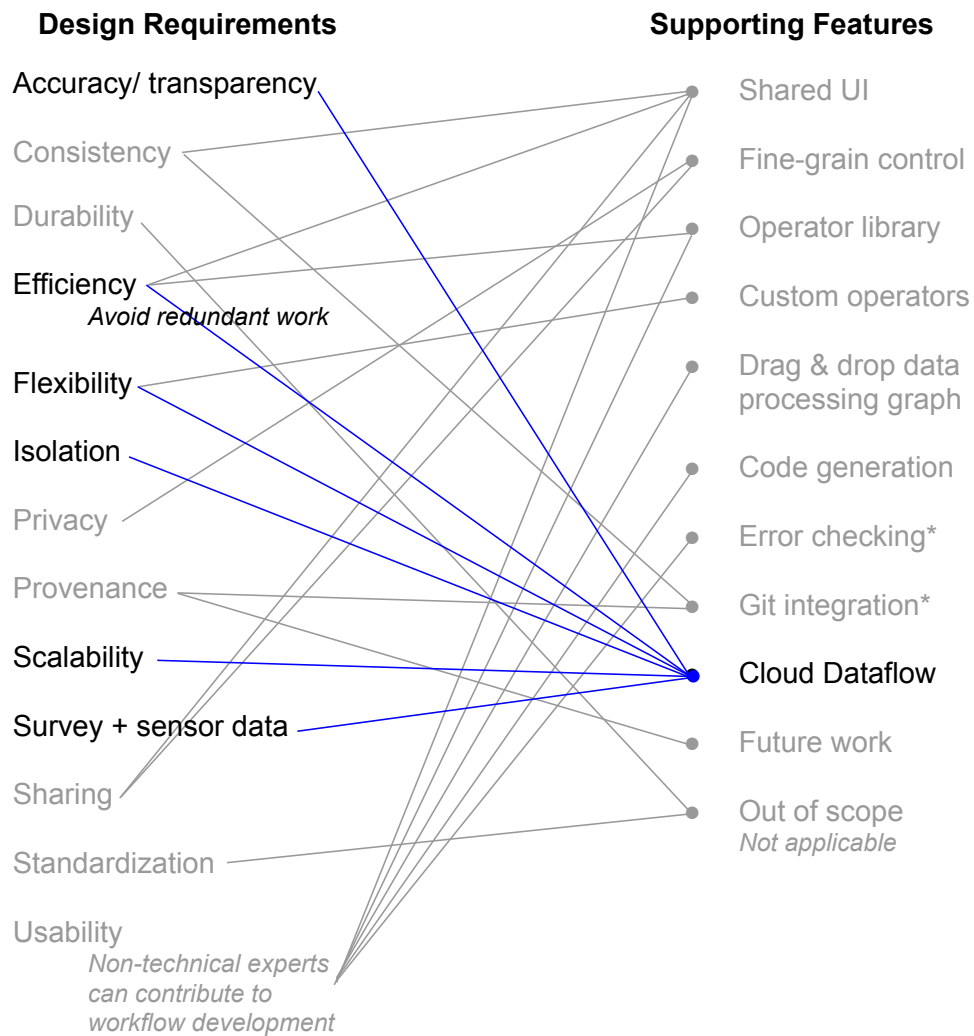 Design Requirements
Supporting Features
Accuracy/ transparency
Consistency
Durability
Efficiency
Avoid redundant work
Flexibility
Isolation
Privacy
Provenance
Scalability
Survey + sensor data
Sharing
Standardization
Usability
Non-technical experts
can contribute to
workflow development
Shared UI
Fine-grain control
Operator library
Custom operators
Drag & drop data
processing graph
Code generation
Error checking*
Git integration*
Cloud Dataflow
Future work
Out of scope
Not applicable